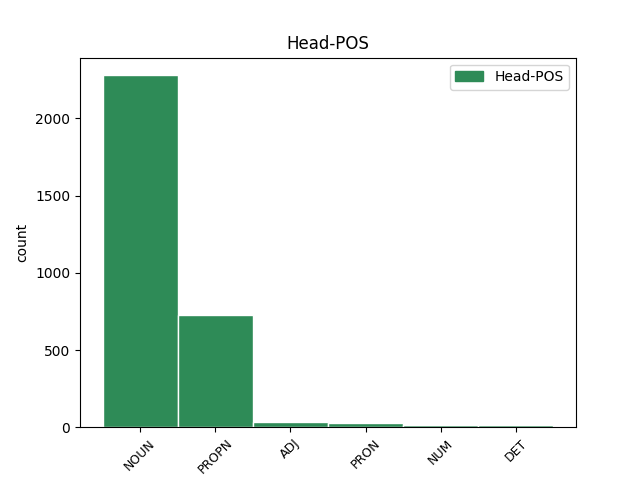 Head-POS
Head-POS
count
2000
1500
1000
500
0
NOUN
PROPN
ADJ
PRON
NUM
DET